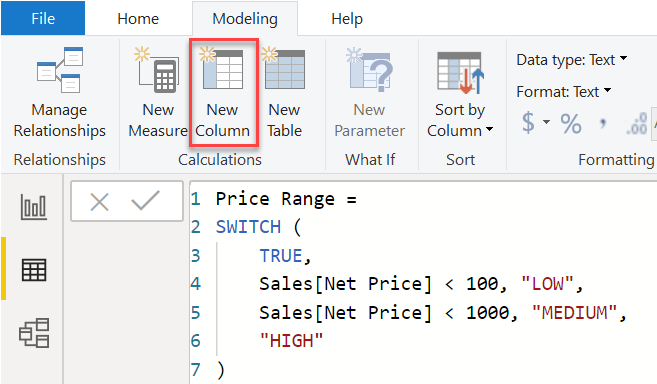 File Home Modeling Help
Manage Relationships
New Measure
New Column
New Table
New Parameter
Sort by Column
Data type: Text
Format: Text
$ % ,
.00
Relationships Calculations What If Sort Formatting
1 Price Range =
2 SWITCH (
3 TRUE,
4 Sales[Net Price] < 100, "LOW",
5 Sales[Net Price] < 1000, "MEDIUM",
6 "HIGH"
7 )